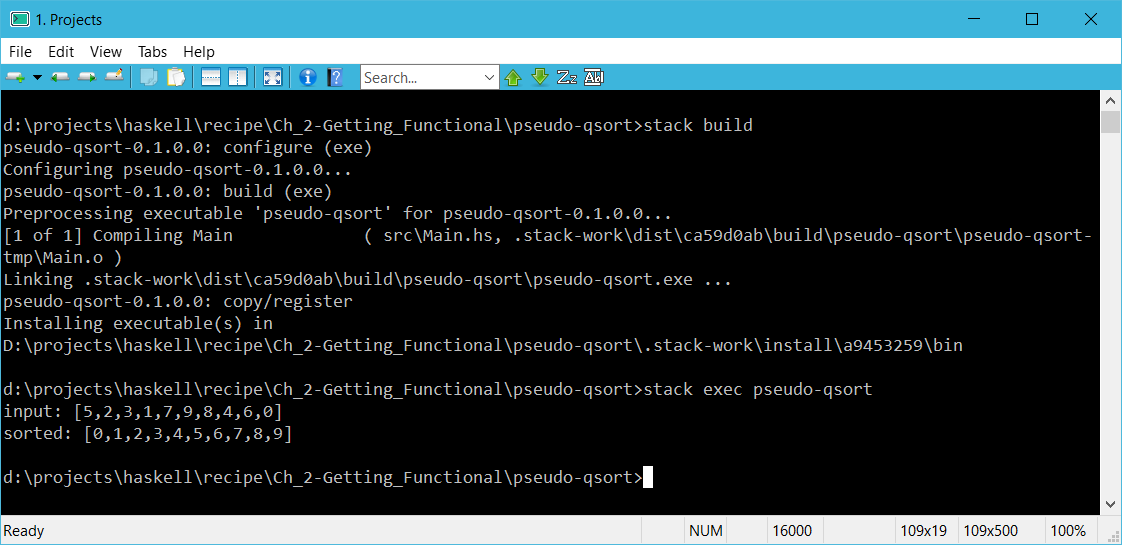 1. Projects
File Edit View Tabs Help
Search...
d:\projects\haskell\recipe\Ch_2-Getting_Functional\pseudo-qsort>stack build
pseudo-qsort-0.1.0.0: configure (exe)
Configuring pseudo-qsort-0.1.0.0...
pseudo-qsort-0.1.0.0: build (exe)
Preprocessing executable 'pseudo-qsort' for pseudo-qsort-0.1.0.0...
[1 of 1] Compiling Main             ( src\Main.hs, .stack-work\dist\ca59d0ab\build\pseudo-qsort\pseudo-qsort-
tmp\Main.o )
Linking .stack-work\dist\ca59d0ab\build\pseudo-qsort\pseudo-qsort.exe ...
pseudo-qsort-0.1.0.0: copy/register
Installing executable(s) in
D:\projects\haskell\recipe\Ch_2-Getting_Functional\pseudo-qsort\.stack-work\install\a9453259\bin
d:\projects\haskell\recipe\Ch_2-Getting_Functional\pseudo-qsort>stack exec pseudo-qsort
input: [5,2,3,1,7,9,8,4,6,0]
sorted: [0,1,2,3,4,5,6,7,8,9]
d:\projects\haskell\recipe\Ch_2-Getting_Functional\pseudo-qsort>
Ready NUM 16000 109x19 109x500 100%